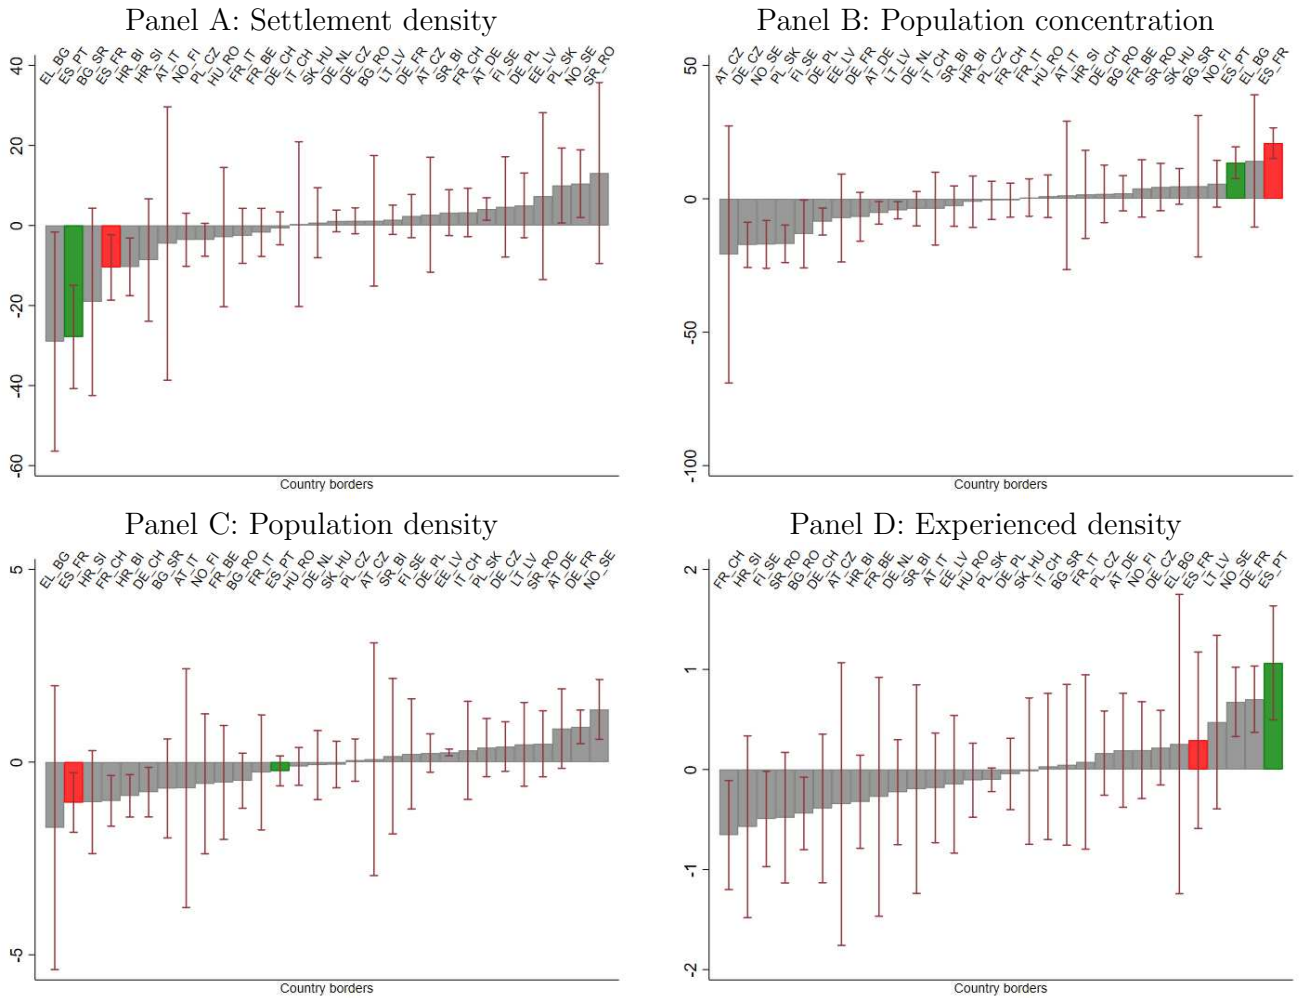 Panel A: Settlement density
EL_BG ES_PT BG_SR ES_FR HR_BI HR_SI AT_IT NO_FI PL_CZ HU_RO FR_IT FR_BE DE_CH IT_CH SK_HU DE_NL DE_CZ BG_RO LT_LV DE_FR AT_CZ SR_BI FR_CH AT_DE FI_SE DE_PL EE_LV PL_SK NO_SE SR_RO
40
20
0
-20
-40
-60
Country borders
Panel B: Population concentration
AT_CZ DE_CZ NO_SE PL_SK FI_SE DE_PL EE_LV DE_FR AT_DE LT_LV DE_NL IT_CH SR_BI HR_BI PL_CZ FR_CH FR_IT HU_RO AT_IT HR_SI DE_CH BG_RO FR_BE SR_RO SK_HU BG_SR NO_FI ES_PT EL_BG ES_FR
50
0
-50
-100
Country borders
Panel C: Population density
EL_BG ES_FR HR_SI FR_CH HR_BI DE_CH BG_SR AT_IT NO_FI FR_BE BG_RO FR_IT ES_PT HU_RO DE_NL SK_HU PL_CZ AT_CZ SR_BI FI_SE DE_PL EE_LV IT_CH PL_SK DE_CZ LT_LV SR_RO AT_DE DE_FR NO_SE
5
0
-5
Country borders
Panel D: Experienced density
FR_CH HR_SI FI_SE SR_RO BG_RO DE_CH AT_CZ HR_BI FR_BE DE_NL SR_BI AT_IT EE_LV HU_RO PL_SK DE_PL SK_HU IT_CH BG_SR FR_IT PL_CZ AT_DE NO_FI DE_CZ EL_BG ES_FR LT_LV NO_SE DE_FR ES_PT
2
1
0
-1
-2
Country borders